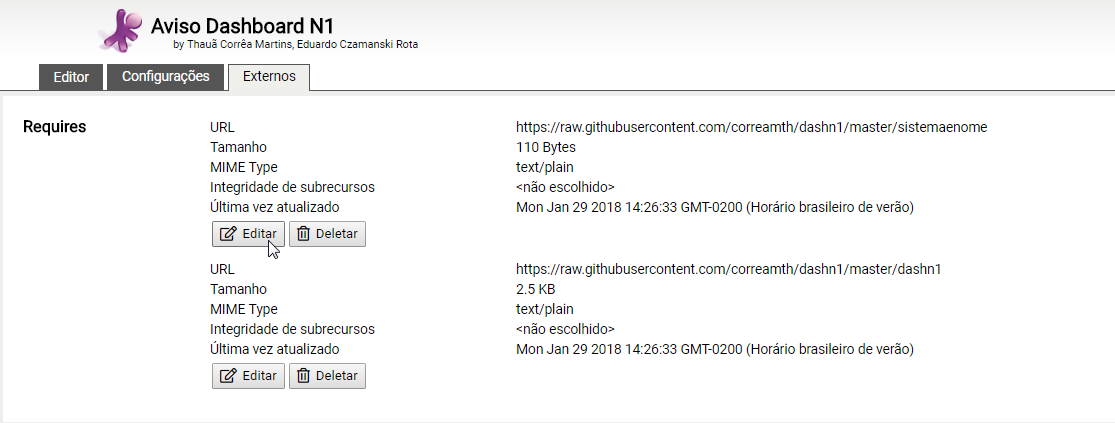 Aviso Dashboard N1
by Thauã Corrêa Martins, Eduardo Czamanski Rota
Editor Configurações Externos
Requires URL https://raw.githubusercontent.com/correamth/dashn1/master/sistemaenome
Tamanho 110 Bytes
MIME Type text/plain
Integridade de subrecursos <não escolhido>
Última vez atualizado Mon Jan 29 2018 14:26:33 GMT-0200 (Horário brasileiro de verão)
Editar Deletar
URL https://raw.githubusercontent.com/correamth/dashn1/master/dashn1
Tamanho 2.5 KB
MIME Type text/plain
Integridade de subrecursos <não escolhido>
Última vez atualizado Mon Jan 29 2018 14:26:33 GMT-0200 (Horário brasileiro de verão)
Editar Deletar